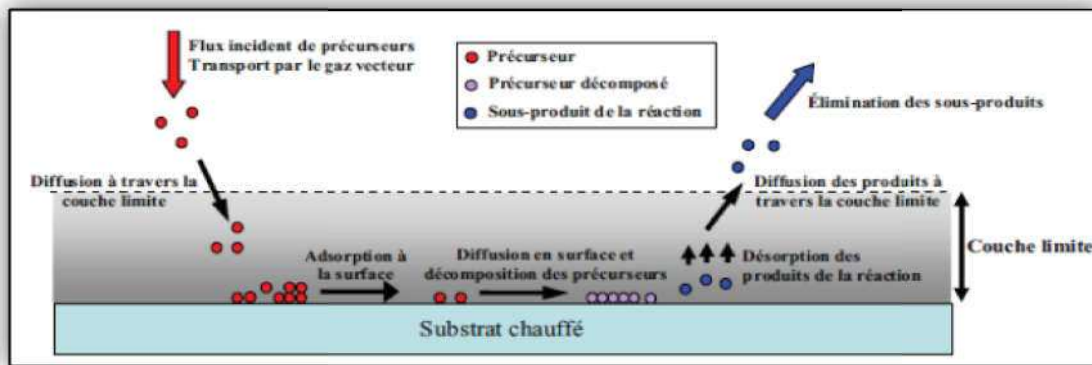 Flux incident de précurseurs
Transport par le gaz vecteur
Précurseur
Précurseur décomposé
Sous-produit de la réaction
Élimination des sous-produits
Diffusion à travers la
couche limite
Diffusion des produits à
travers la couche limite
Adsorption à
la surface
Diffusion en surface et
décomposition des précurseurs
Désorption des
produits de la réaction
Couche limite
Substrat chauffé